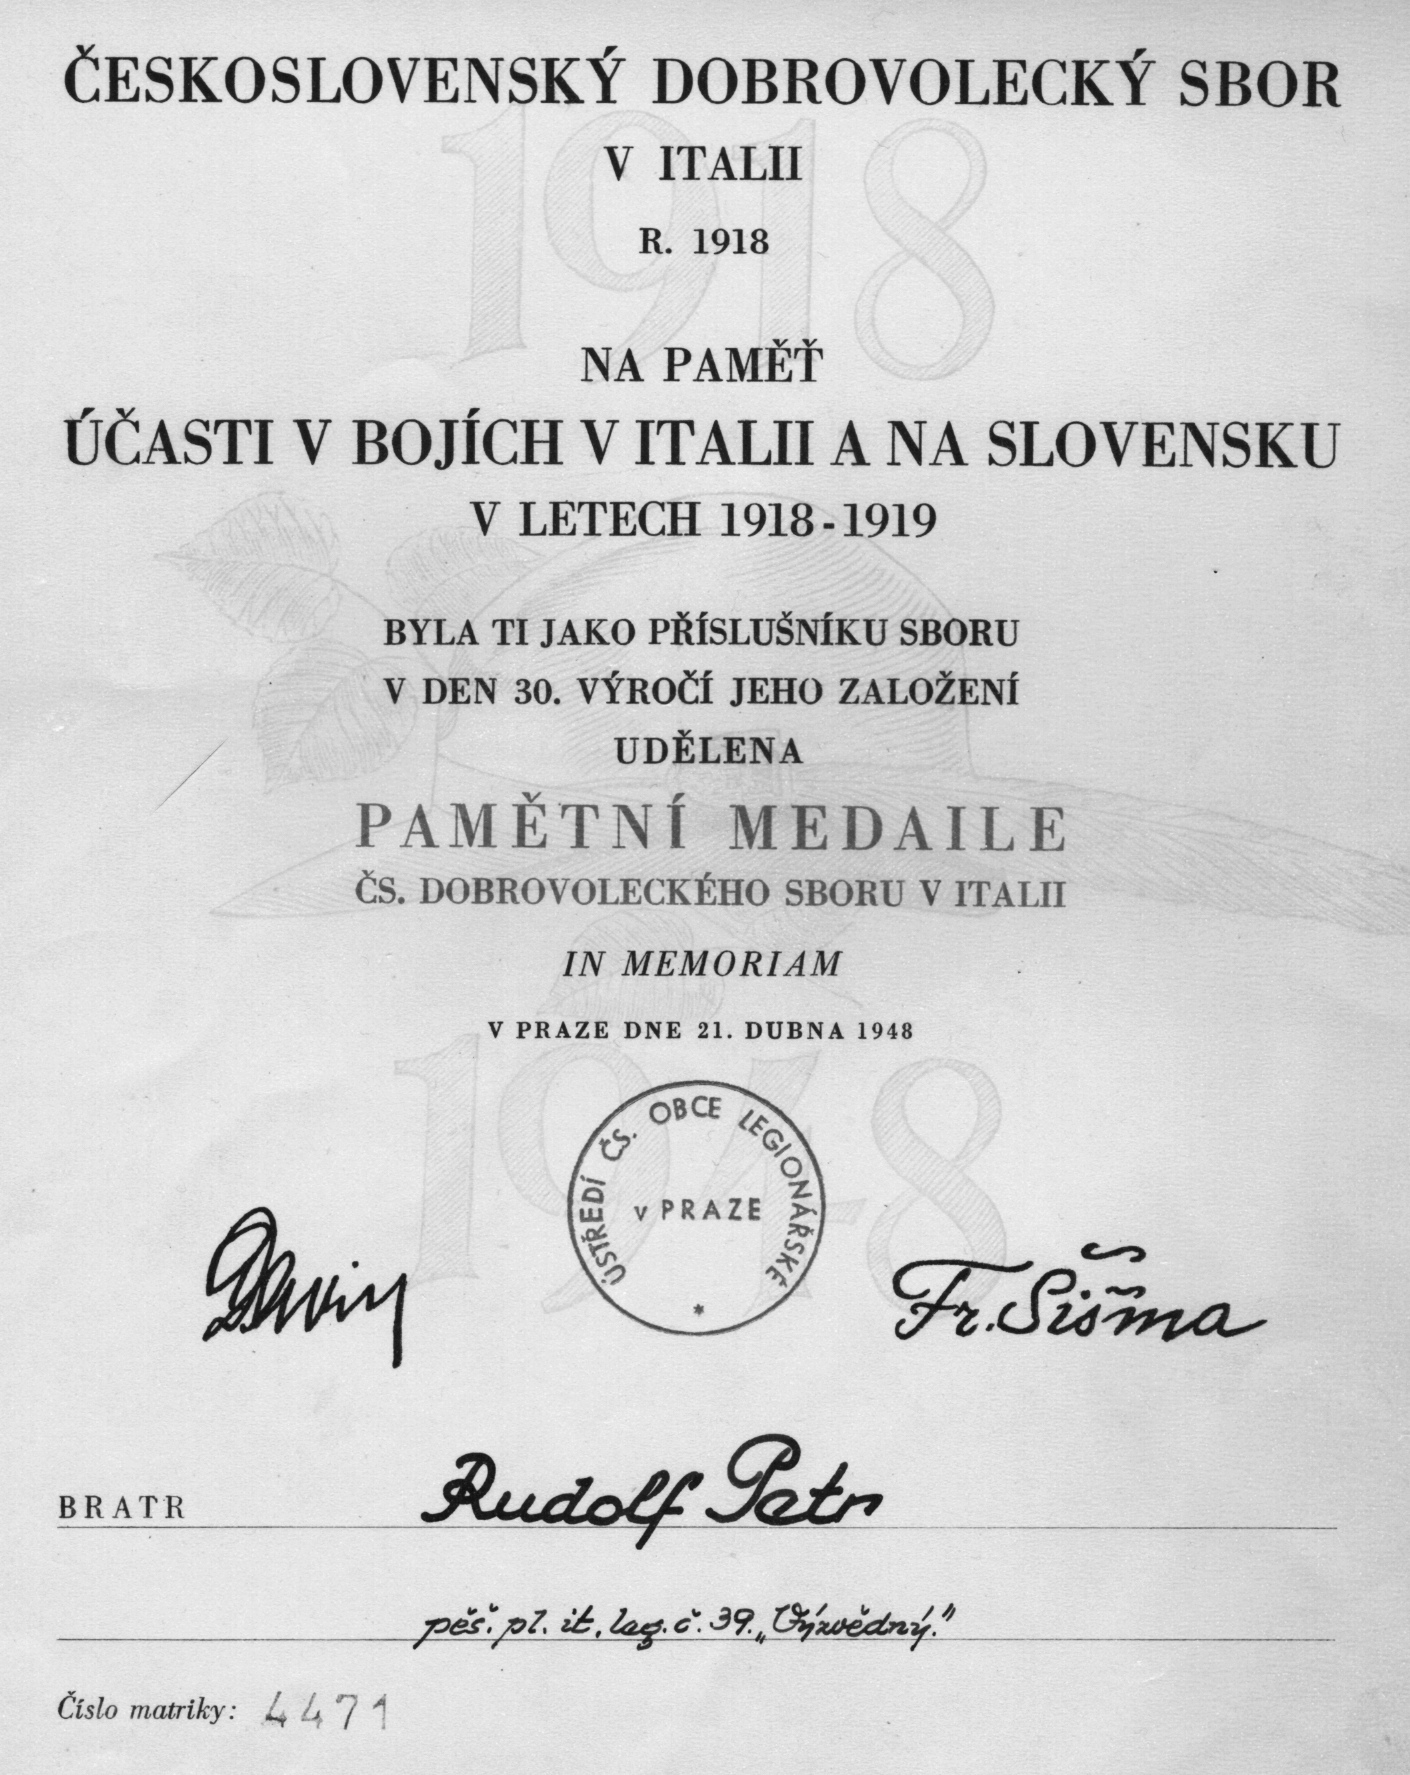 ČESKOSLOVENSKÝ DOBROVOLECKÝ SBOR
V ITALII
R. 1918
1918
NA PAMĚŤ
ÚČASTI V BOJÍCH V ITALII A NA SLOVENSKU
V LETECH 1918-1919
BYLA TI JAKO PŘÍSLUŠNÍKU SBORU
V DEN 30. VÝROČÍ JEHO ZALOŽENÍ
UDĚLENA
PAMĚTNÍ MEDAILE
ČS. DOBROVOLECKÉHO SBORU V ITALII
IN MEMORIAM
V PRAZE DNE 21. DUBNA 1948
1948
ÚSTŘEDÍ ČS. OBCE LEGIONÁŘSKÉ
v PRAZE
*
Fr. Šišma
BRATR Rudolf Petr
pěš. pl. it. leg. č. 39. „Výzvědný."
Číslo matriky: 4471